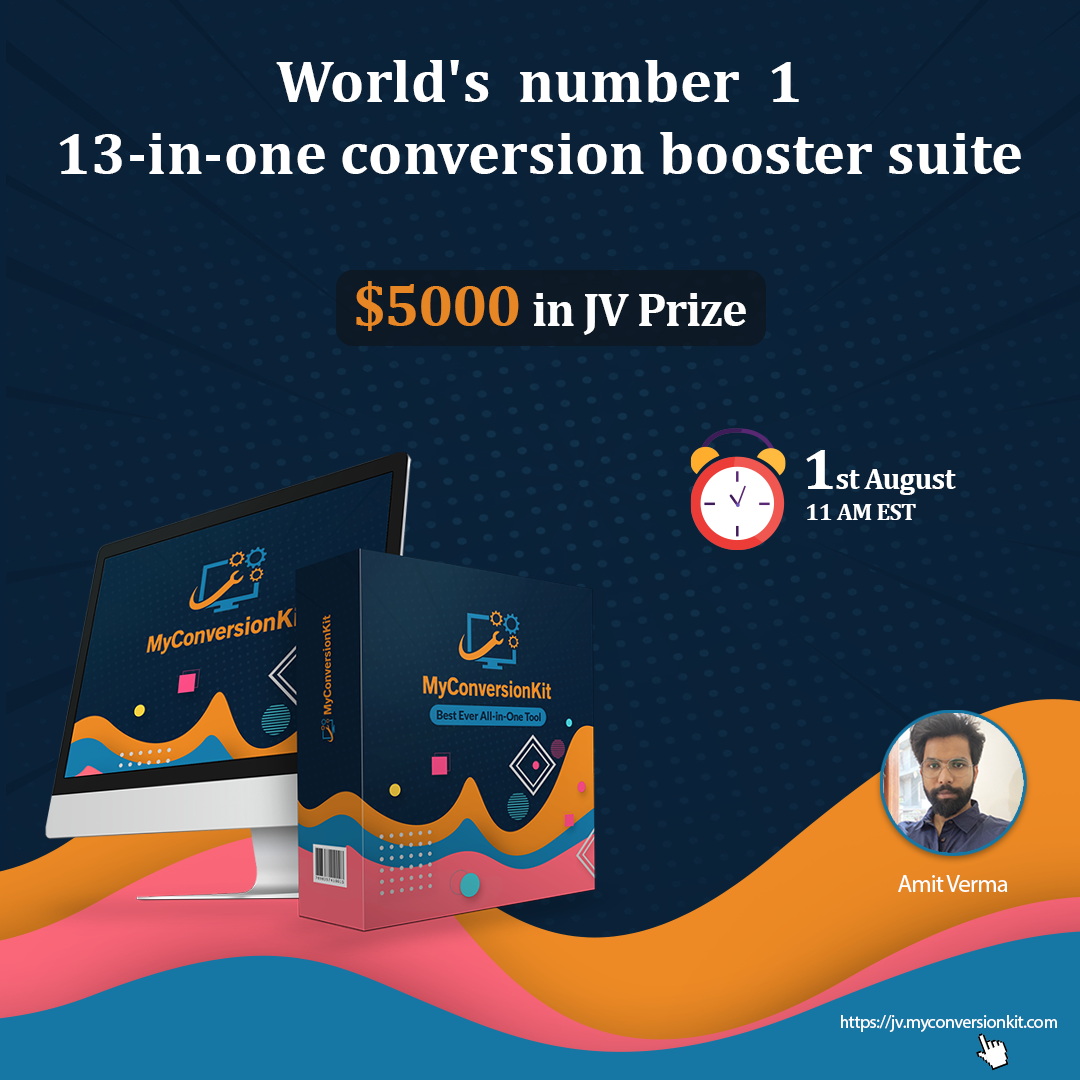 World's number 1
13-in-one conversion booster suite
$5000 in JV Prize
1st August
11 AM EST
MyConversionKi
MyConversionKit
MyConversionKit
Best Ever All-in-One Tool
Amit Verma
https://jv.myconversionkit.com